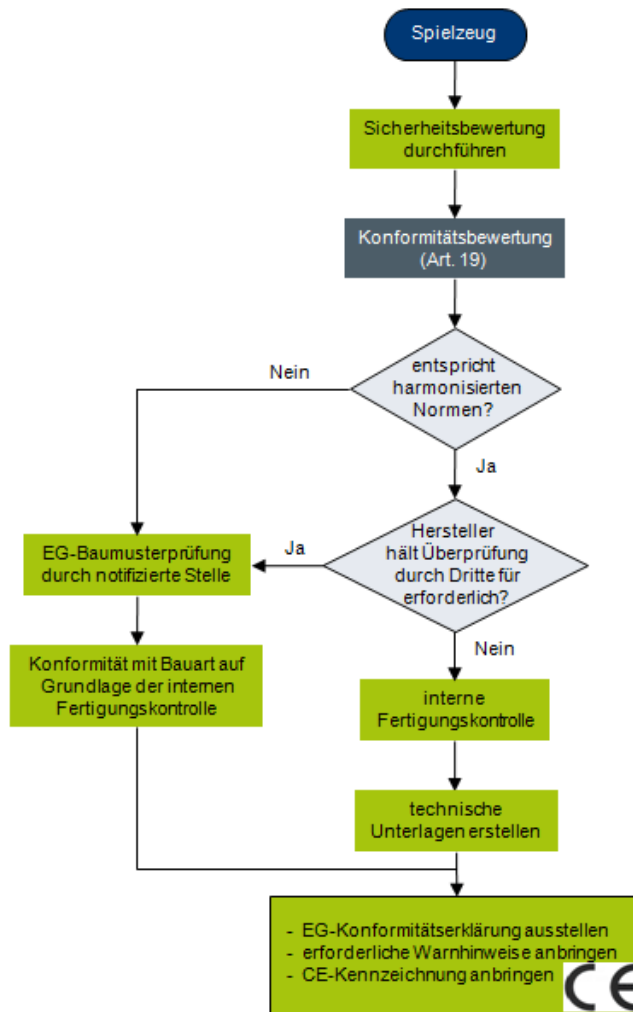 Spielzeug
Sicherheitsbewertung
durchführen
Konformitätsbewertung
(Art. 19)
entspricht
harmonisierten
Normen?
Nein
Ja
Hersteller
hält Überprüfung
durch Dritte für
erforderlich?
Ja
EG-Baumusterprüfung
durch notifizierte Stelle
Nein
Konformität mit Bauart auf
Grundlage der internen
Fertigungskontrolle
interne
Fertigungskontrolle
technische
Unterlagen erstellen
- EG-Konformitätserklärung ausstellen
- erforderliche Warnhinweise anbringen
- CE-Kennzeichnung anbringen
CE